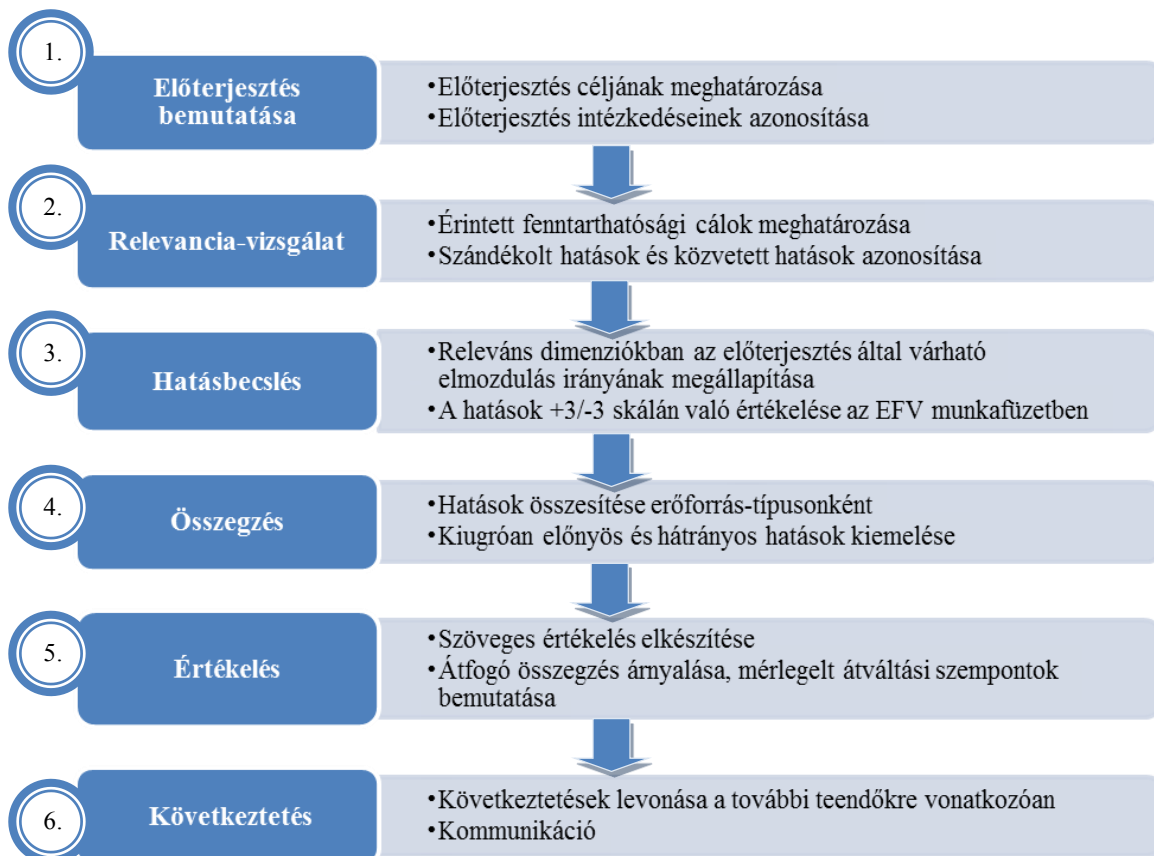 1.
Előterjesztés
bemutatása
•Előterjesztés céljának meghatározása
•Előterjesztés intézkedéseinek azonosítása
2.
Relevancia-vizsgálat
•Érintett fenntarthatósági cálok meghatározása
•Szándékolt hatások és közvetett hatások azonosítása
3.
Hatásbecslés
•Releváns dimenziókban az előterjesztés által várható
elmozdulás irányának megállapítása
•A hatások +3/-3 skálán való értékelése az EFV munkafüzetben
4.
Összegzés
•Hatások összesítése erőforrás-típusonként
•Kiugróan előnyös és hátrányos hatások kiemelése
5.
Értékelés
•Szöveges értékelés elkészítése
•Átfogó összegzés árnyalása, mérlegelt átváltási szempontok
bemutatása
6.
Következtetés
•Következtetések levonása a további teendőkre vonatkozóan
•Kommunikáció